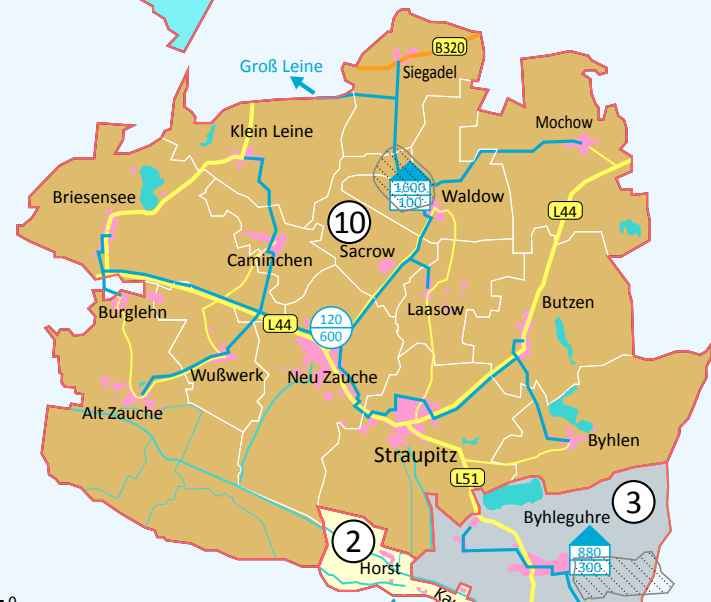 B320
Groß Leine
Siegadel
Mochow
Klein Leine
1600
100
Waldow
Briesensee
L44
10
Sacrow
Caminchen
Laasow
Butzen
Burglehn
L44
120
600
Wußwerk
Neu Zauche
Alt Zauche
Byhlen
Straupitz
L51
Byhleguhre
3
2
880
300
Horst
0